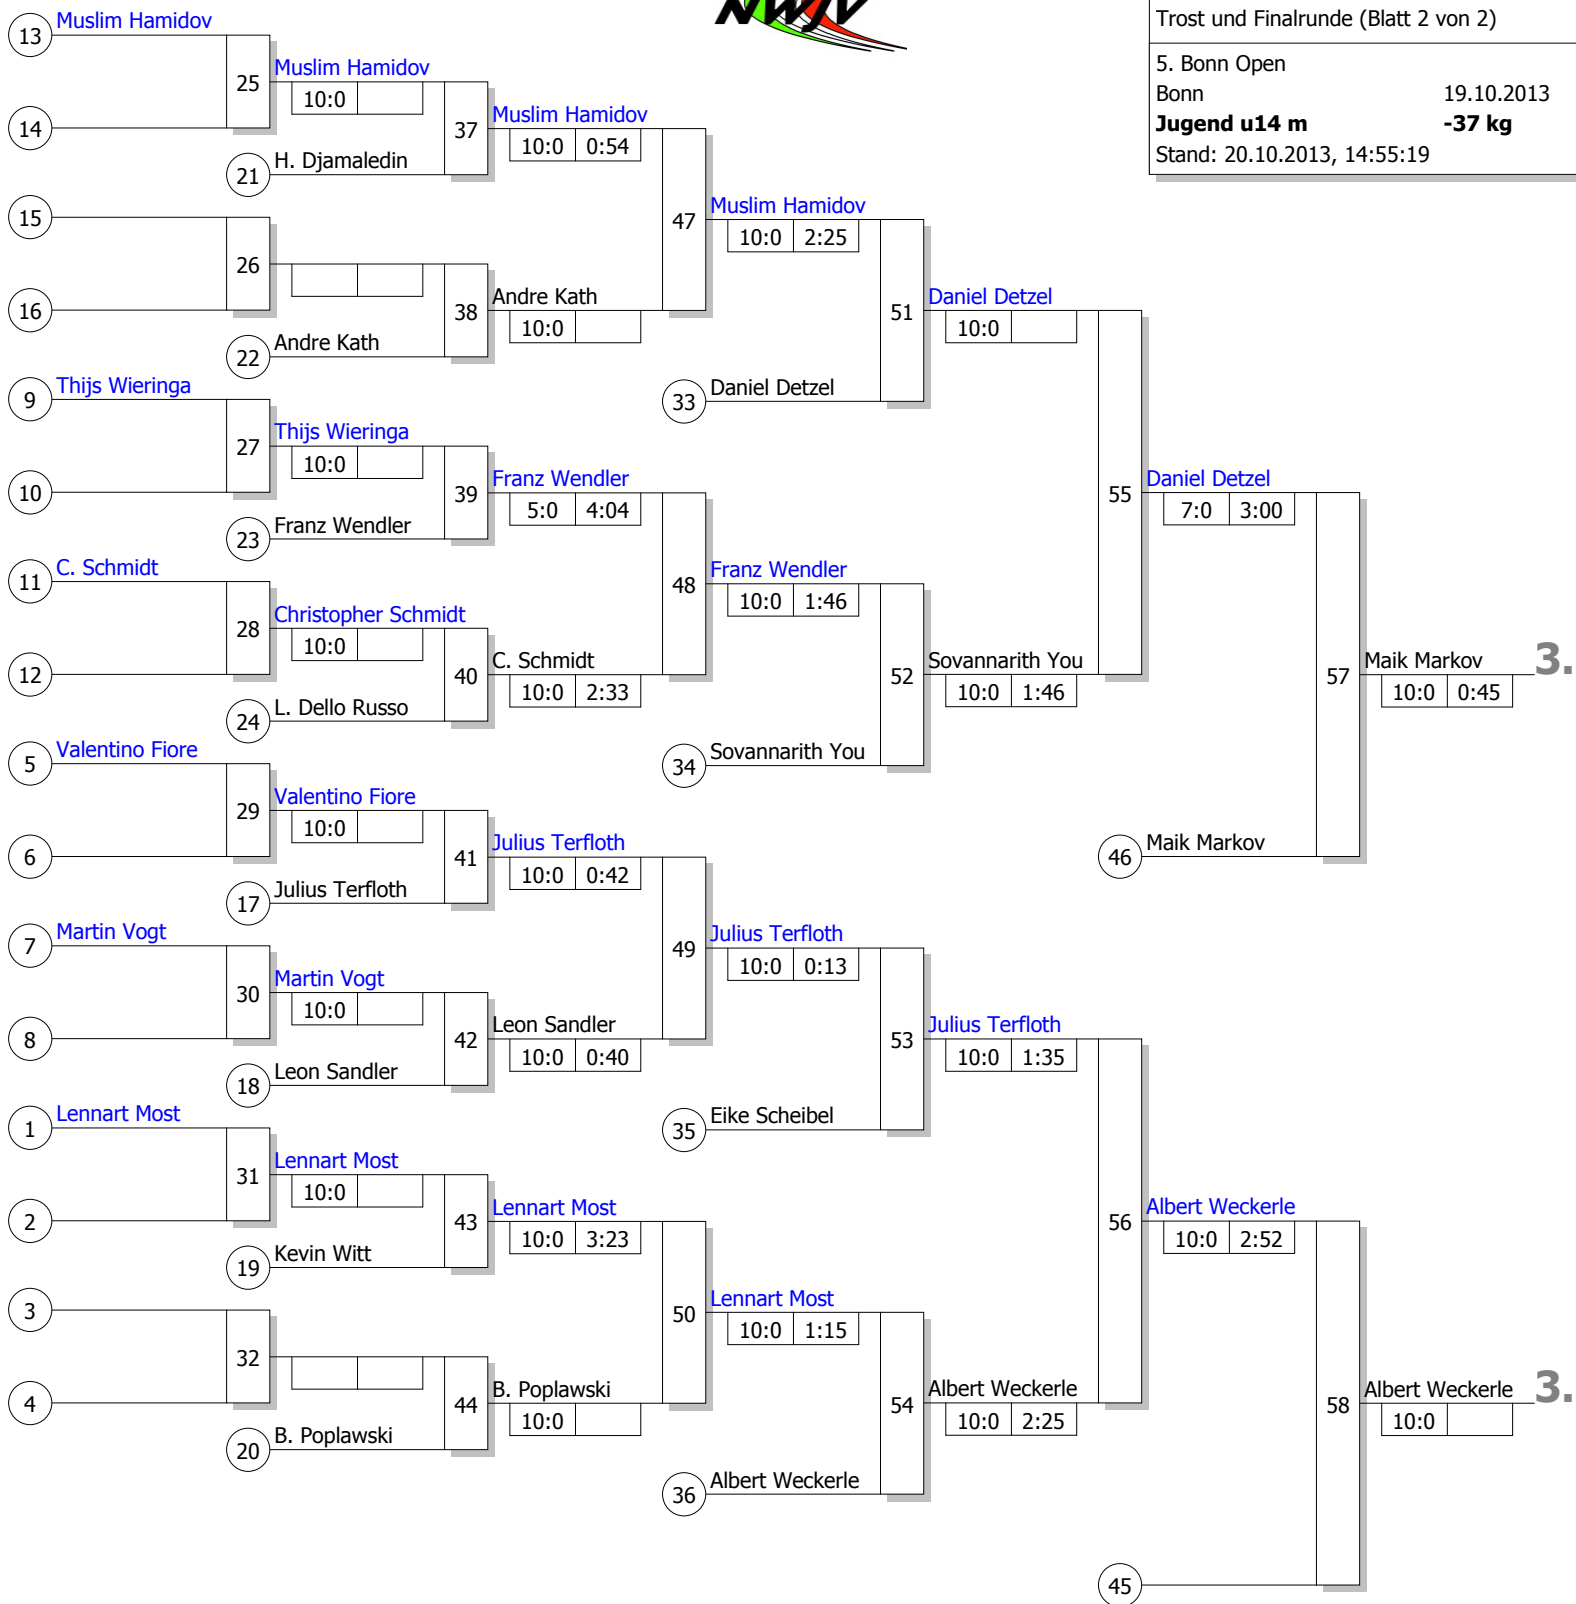 NWJV
Trost und Finalrunde (Blatt 2 von 2)
5. Bonn Open
Bonn 19.10.2013
Jugend u14 m -37 kg
Stand: 20.10.2013, 14:55:19
13 Muslim Hamidov
25 Muslim Hamidov
10:0
14
37 Muslim Hamidov
10:0 0:54
21 H. Djamaledin
15
47 Muslim Hamidov
10:0 2:25
26
16
38 Andre Kath
10:0
22 Andre Kath
51 Daniel Detzel
10:0
33 Daniel Detzel
9 Thijs Wieringa
27 Thijs Wieringa
10:0
10
39 Franz Wendler
5:0 4:04
23 Franz Wendler
55 Daniel Detzel
7:0 3:00
11 C. Schmidt
48 Franz Wendler
10:0 1:46
28 Christopher Schmidt
10:0
12
40 C. Schmidt
10:0 2:33
24 L. Dello Russo
52 Sovannarith You
10:0 1:46
34 Sovannarith You
57 Maik Markov 3.
10:0 0:45
5 Valentino Fiore
29 Valentino Fiore
10:0
6
41 Julius Terfloth
10:0 0:42
17 Julius Terfloth
46 Maik Markov
7 Martin Vogt
49 Julius Terfloth
10:0 0:13
30 Martin Vogt
10:0
8
42 Leon Sandler
10:0 0:40
18 Leon Sandler
53 Julius Terfloth
10:0 1:35
35 Eike Scheibel
1 Lennart Most
31 Lennart Most
10:0
2
43 Lennart Most
10:0 3:23
19 Kevin Witt
56 Albert Weckerle
10:0 2:52
3
50 Lennart Most
10:0 1:15
32
4
44 B. Poplawski
10:0
20 B. Poplawski
54 Albert Weckerle
10:0 2:25
36 Albert Weckerle
58 Albert Weckerle 3.
10:0
45